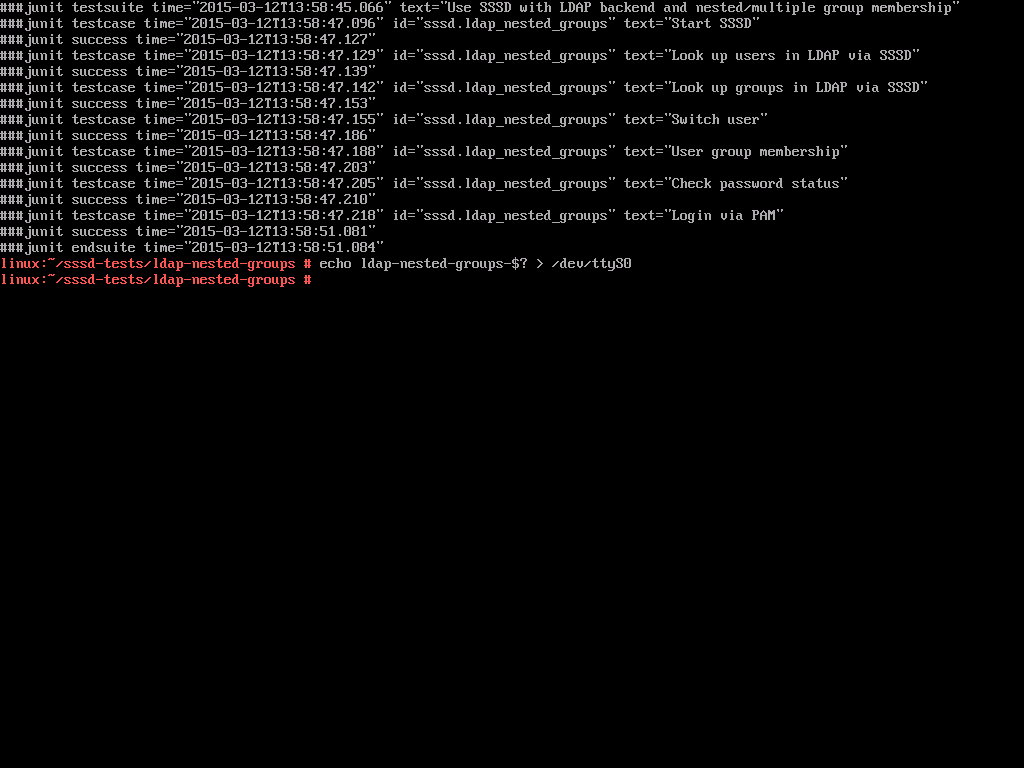 ###junit testsuite time="2015-03-12T13:58:45.066" text="Use SSSD with LDAP backend and nested/multiple group membership"
###junit testcase time="2015-03-12T13:58:47.096" id="sssd.ldap_nested_groups" text="Start SSSD"
###junit success time="2015-03-12T13:58:47.127"
###junit testcase time="2015-03-12T13:58:47.129" id="sssd.ldap_nested_groups" text="Look up users in LDAP via SSSD"
###junit success time="2015-03-12T13:58:47.139"
###junit testcase time="2015-03-12T13:58:47.142" id="sssd.ldap_nested_groups" text="Look up groups in LDAP via SSSD"
###junit success time="2015-03-12T13:58:47.153"
###junit testcase time="2015-03-12T13:58:47.155" id="sssd.ldap_nested_groups" text="Switch user"
###junit success time="2015-03-12T13:58:47.186"
###junit testcase time="2015-03-12T13:58:47.188" id="sssd.ldap_nested_groups" text="User group membership"
###junit success time="2015-03-12T13:58:47.203"
###junit testcase time="2015-03-12T13:58:47.205" id="sssd.ldap_nested_groups" text="Check password status"
###junit success time="2015-03-12T13:58:47.210"
###junit testcase time="2015-03-12T13:58:47.218" id="sssd.ldap_nested_groups" text="Login via PAM"
###junit success time="2015-03-12T13:58:51.081"
###junit endsuite time="2015-03-12T13:58:51.084"
linux:~/sssd-tests/ldap-nested-groups # echo ldap-nested-groups-$? > /dev/ttyS0
linux:~/sssd-tests/ldap-nested-groups #